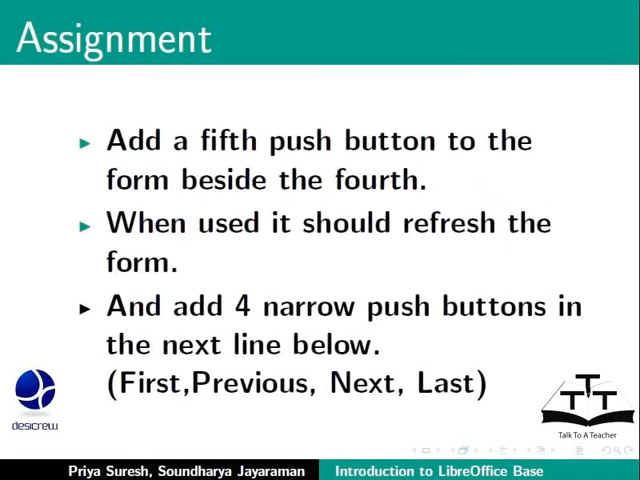 Assignment
Add a fifth push button to the
form beside the fourth.
When used it should refresh the
form.
And add 4 narrow push buttons in
the next line below.
(First,Previous, Next, Last)
desicrew
TTT
Talk To A Teacher
Priya Suresh, Soundharya Jayaraman
Introduction to LibreOffice Base